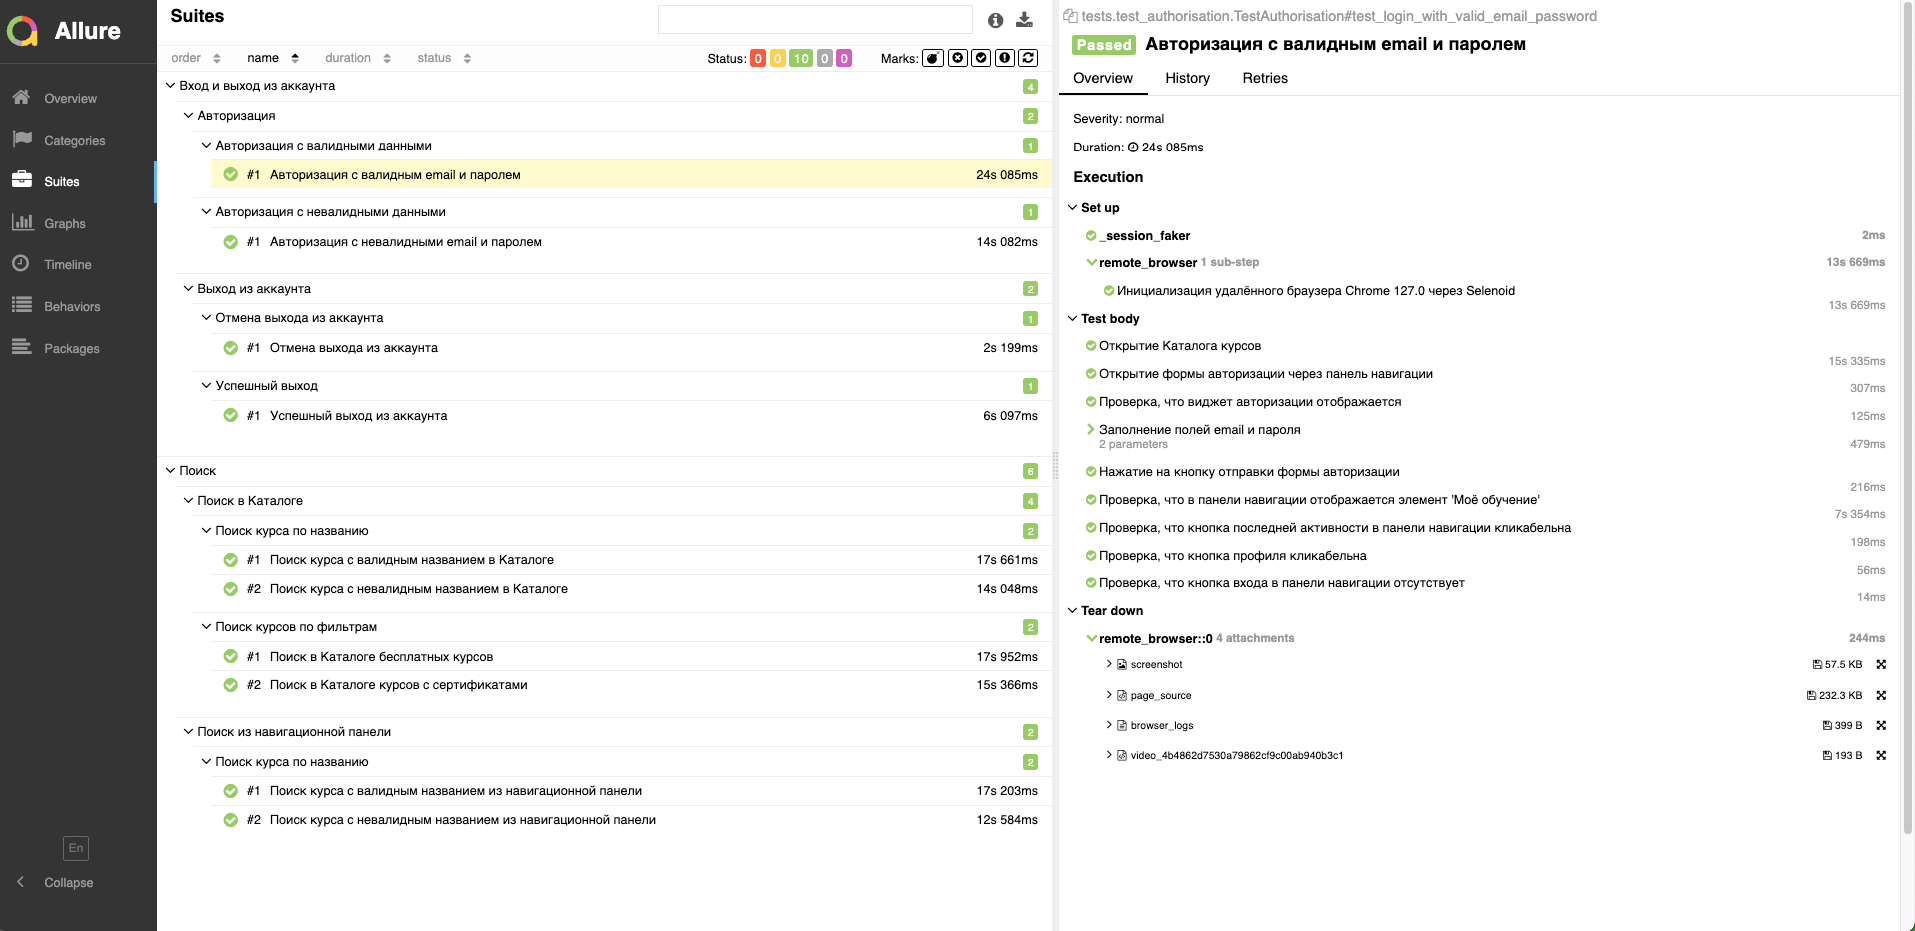 Allure
Overview
Categories
Suites
Graphs
Timeline
Behaviors
Packages
En
Collapse
Suites
order name duration status Status: 0 0 10 0 0 Marks:
Вход и выход из аккаунта 4
Авторизация 2
Авторизация с валидными данными 1
#1 Авторизация с валидным email и паролем 24s 085ms
Авторизация с невалидными данными 1
#1 Авторизация с невалидными email и паролем 14s 082ms
Выход из аккаунта 2
Отмена выхода из аккаунта 1
#1 Отмена выхода из аккаунта 2s 199ms
Успешный выход 1
#1 Успешный выход из аккаунта 6s 097ms
Поиск 6
Поиск в Каталоге 4
Поиск курса по названию 2
#1 Поиск курса с валидным названием в Каталоге 17s 661ms
#2 Поиск курса с невалидным названием в Каталоге 14s 048ms
Поиск курсов по фильтрам 2
#1 Поиск в Каталоге бесплатных курсов 17s 952ms
#2 Поиск в Каталоге курсов с сертификатами 15s 366ms
Поиск из навигационной панели 2
Поиск курса по названию 2
#1 Поиск курса с валидным названием из навигационной панели 17s 203ms
#2 Поиск курса с невалидным названием из навигационной панели 12s 584ms
tests.test_authorisation.TestAuthorisation#test_login_with_valid_email_password
Passed Авторизация с валидным email и паролем
Overview History Retries
Severity: normal
Duration: 24s 085ms
Execution
Set up
_session_faker 2ms
remote_browser 1 sub-step 13s 669ms
Инициализация удалённого браузера Chrome 127.0 через Selenoid
13s 669ms
Test body
Открытие Каталога курсов
15s 335ms
Открытие формы авторизации через панель навигации
307ms
Проверка, что виджет авторизации отображается
125ms
Заполнение полей email и пароля
2 parameters 479ms
Нажатие на кнопку отправки формы авторизации
216ms
Проверка, что в панели навигации отображается элемент 'Моё обучение'
7s 354ms
Проверка, что кнопка последней активности в панели навигации кликабельна
198ms
Проверка, что кнопка профиля кликабельна
56ms
Проверка, что кнопка входа в панели навигации отсутствует
14ms
Tear down
remote_browser::0 4 attachments 244ms
screenshot 57.5 KB
page_source 232.3 KB
browser_logs 399 B
video_4b4862d7530a79862cf9c00ab940b3c1 193 B